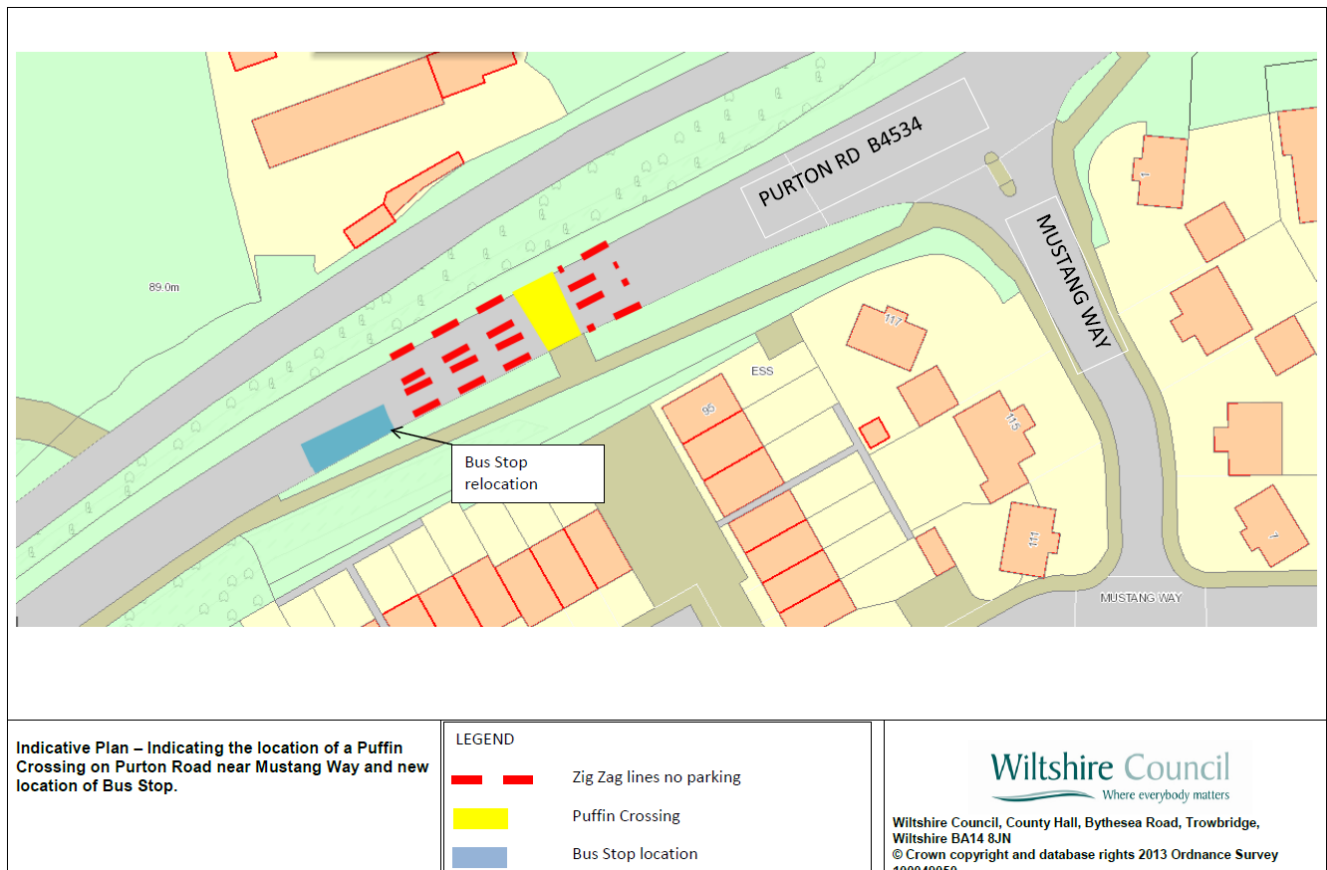 PURTON RD B4534
1
MUSTANG WAY
89.0m
117
ESS
95
115
Bus Stop
relocation
111
7
MUSTANG WAY
Indicative Plan – Indicating the location of a Puffin
Crossing on Purton Road near Mustang Way and new
location of Bus Stop.
LEGEND
Zig Zag lines no parking
Puffin Crossing
Bus Stop location
Wiltshire Council
Where everybody matters
Wiltshire Council, County Hall, Bythesea Road, Trowbridge,
Wiltshire BA14 8JN
© Crown copyright and database rights 2013 Ordnance Survey